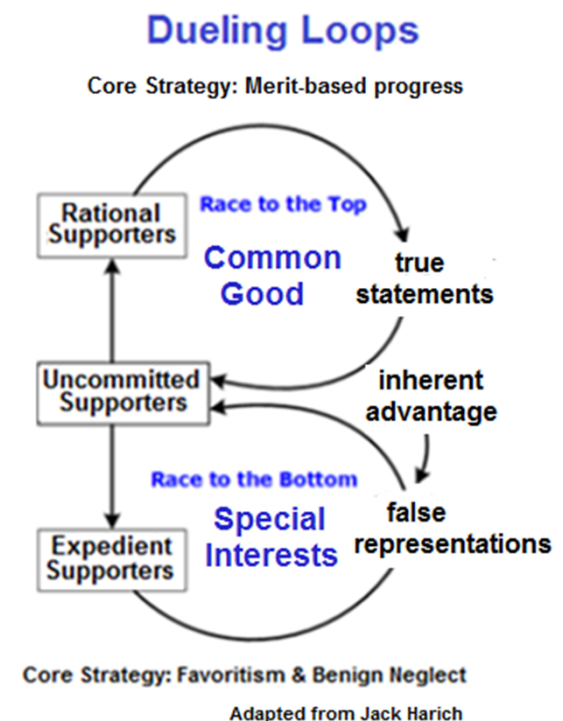 Dueling Loops
Core Strategy: Merit-based progress
Race to the Top
Rational
Supporters
Common
Good
true
statements
Uncommitted
Supporters
inherent
advantage
Race to the Bottom
Special
Interests
false
representations
Expedient
Supporters
Core Strategy: Favoritism & Benign Neglect
Adapted from Jack Harich